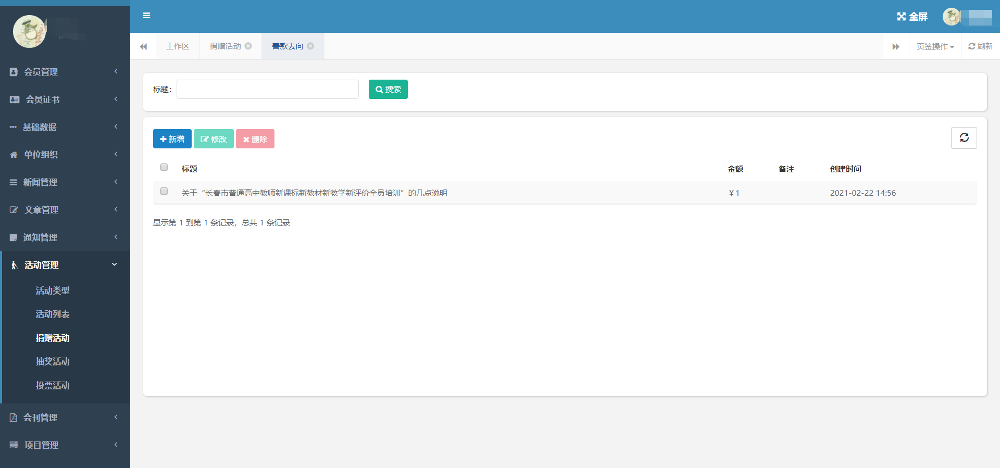 全屏
工作区
捐赠活动
善款去向
页签操作
刷新
会员管理
会员证书
基础数据
单位组织
新闻管理
文章管理
通知管理
活动管理
活动类型
活动列表
捐赠活动
抽奖活动
投票活动
会刊管理
项目管理
标题：
搜索
新增 修改 删除
标题 金额 备注 创建时间
关于“长春市普通高中教师新课标新教材新教学新评价全员培训”的几点说明 ￥1 2021-02-22 14:56
显示第 1 到第 1 条记录，总共 1 条记录